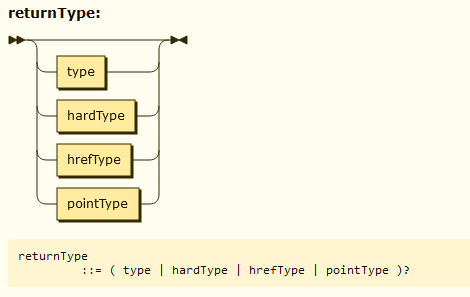 returnType:
type
hardType
hrefType
pointType
returnType
::= ( type | hardType | hrefType | pointType )?